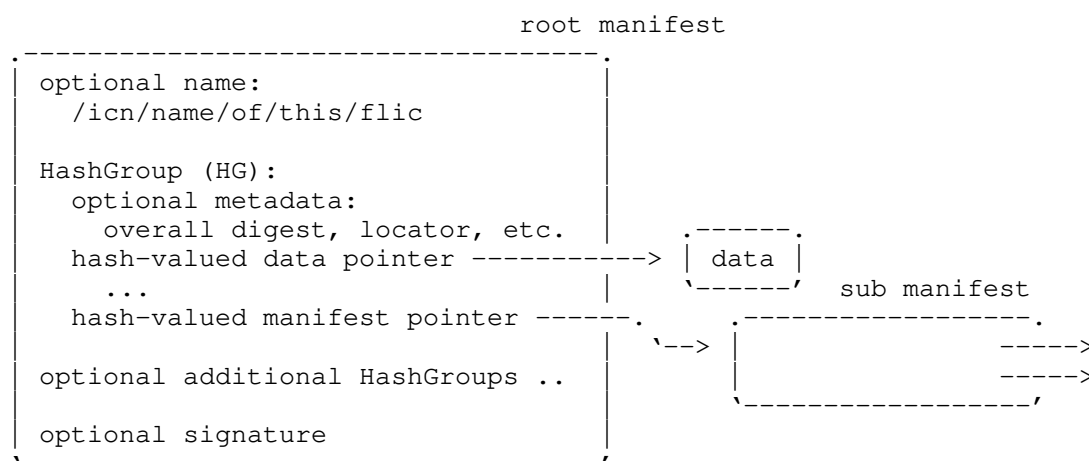 root manifest
optional name:
/icn/name/of/this/flic
HashGroup (HG):
optional metadata:
overall digest, locator, etc.
hash-valued data pointer -----------> | data |
...
sub manifest
hash-valued manifest pointer ------.
optional additional HashGroups ..
optional signature